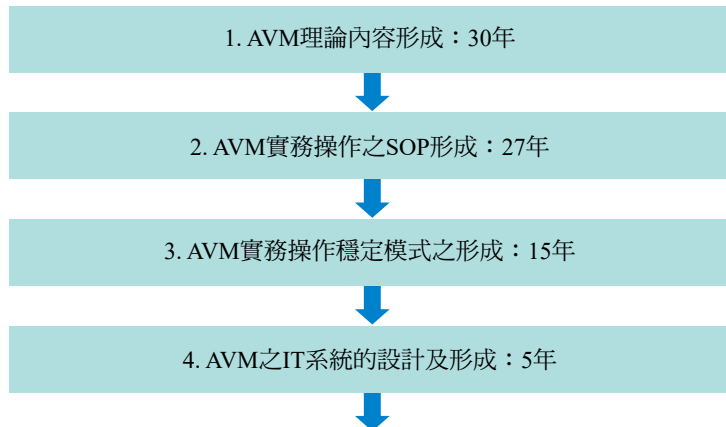 1. AVM理論內容形成：30年
2. AVM實務操作之SOP形成：27年
3. AVM實務操作穩定模式之形成：15年
4. AVM之IT系統的設計及形成：5年